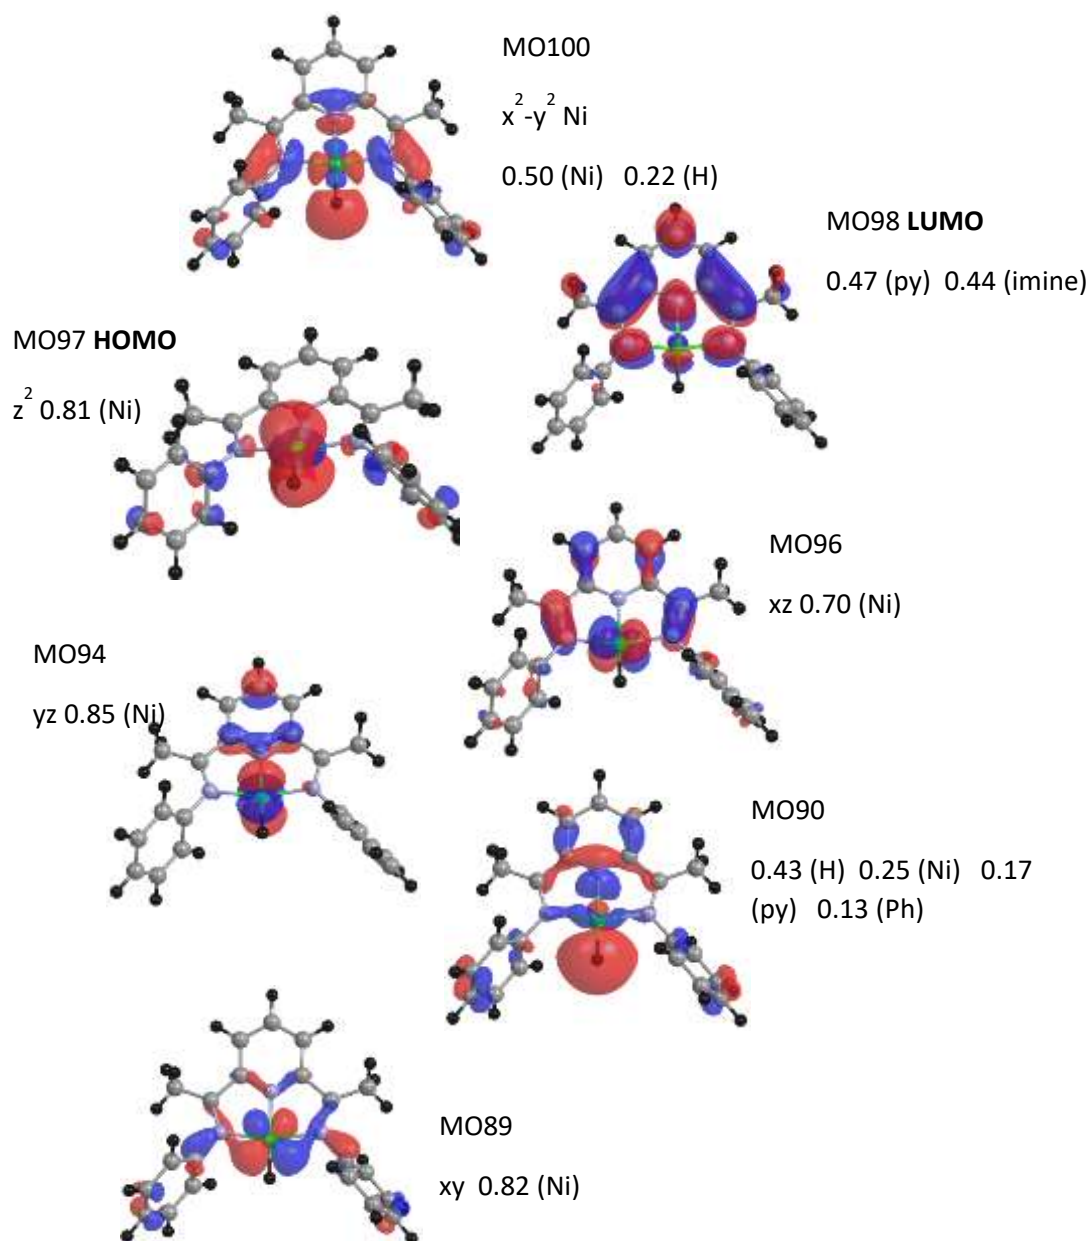 MO100
x²-y² Ni
0.50 (Ni) 0.22 (H)
MO98 LUMO
0.47 (py) 0.44 (imine)
MO97 HOMO
z² 0.81 (Ni)
MO96
xz 0.70 (Ni)
MO94
yz 0.85 (Ni)
MO90
0.43 (H) 0.25 (Ni) 0.17
(py) 0.13 (Ph)
MO89
xy 0.82 (Ni)